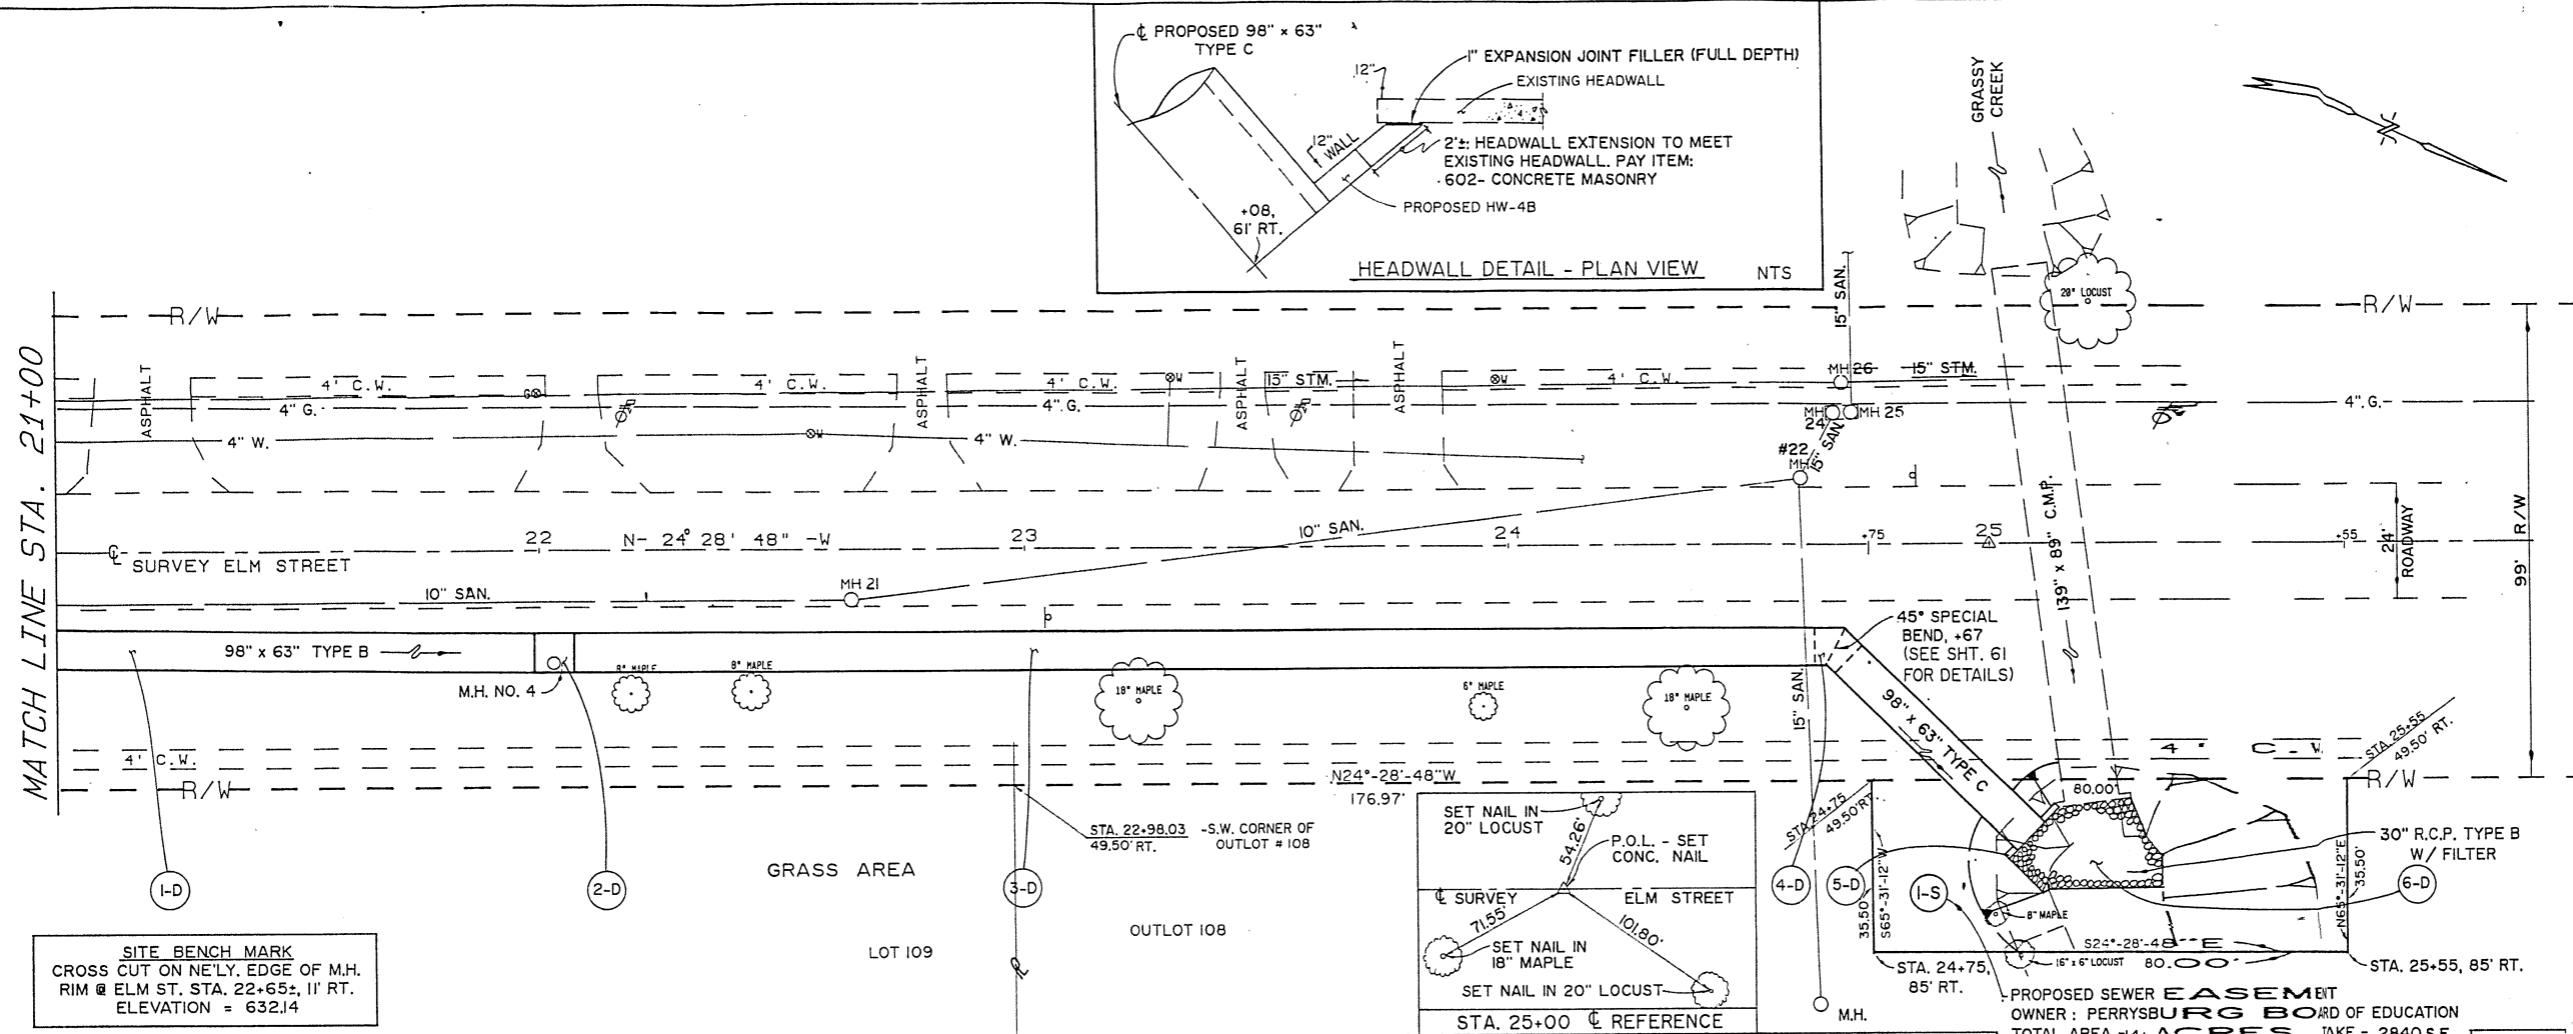 ℄ PROPOSED 98" x 63"
TYPE C
1" EXPANSION JOINT FILLER (FULL DEPTH)
12"
EXISTING HEADWALL
12"
WALL
2'±: HEADWALL EXTENSION TO MEET
EXISTING HEADWALL. PAY ITEM:
602- CONCRETE MASONRY
PROPOSED HW-4B
+08,
61' RT.
HEADWALL DETAIL - PLAN VIEW
NTS
GRASSY
CREEK
15" SAN.
20" LOCUST
R/W
R/W
MATCH LINE STA. 21+00
ASPHALT
4' C.W.
G
4' C.W.
ASPHALT
4' C.W.
W
ASPHALT
15" STM.
ASPHALT
W
4' C.W.
MH 26
15" STM.
4" G.
4" G.
4" G.
MH
24
MH 25
4" W.
W
4" W.
15" SAN.
#22
MH
139" x 89" C.M.P.
24'
ROADWAY
99' R/W
℄ SURVEY ELM STREET
22
N- 24° 28' 48" -W
23
10" SAN.
24
+75
25
+55
10" SAN.
MH 21
98" x 63" TYPE B
M.H. NO. 4
8" MAPLE
8" MAPLE
18" MAPLE
6" MAPLE
18" MAPLE
15" SAN.
45° SPECIAL
BEND, +67
(SEE SHT. 61
FOR DETAILS)
98" x 63" TYPE C
4' C.W.
4' C.W.
STA. 25+55
49.50' RT.
R/W
N24°-28'-48"W
176.97'
R/W
80.00'
STA. 22+98.03
49.50' RT.
-S.W. CORNER OF
OUTLOT #108
STA. 24+75
49.50' RT.
GRASS AREA
1-D
2-D
3-D
4-D
5-D
1-S
6-D
30" R.C.P. TYPE B
W/ FILTER
35.50'
S65°-31'-12"W
N65°-31'-12"E
35.50'
8" MAPLE
16" x 6" LOCUST
S24°-28'-48"E
80.00'
STA. 24+75,
85' RT.
STA. 25+55, 85' RT.
LOT 109
OUTLOT 108
SET NAIL IN
20" LOCUST
54.26'
P.O.L. - SET
CONC. NAIL
℄ SURVEY
ELM STREET
71.55'
101.80'
SET NAIL IN
18" MAPLE
SET NAIL IN 20" LOCUST
STA. 25+00 ℄ REFERENCE
M.H.
SITE BENCH MARK
CROSS CUT ON NE'LY. EDGE OF M.H.
RIM @ ELM ST. STA. 22+65±, 11' RT.
ELEVATION = 632.14
PROPOSED SEWER EASEMENT
OWNER: PERRYSBURG BOARD OF EDUCATION
TOTAL AREA ACRES TAKE - 2840 S.F.